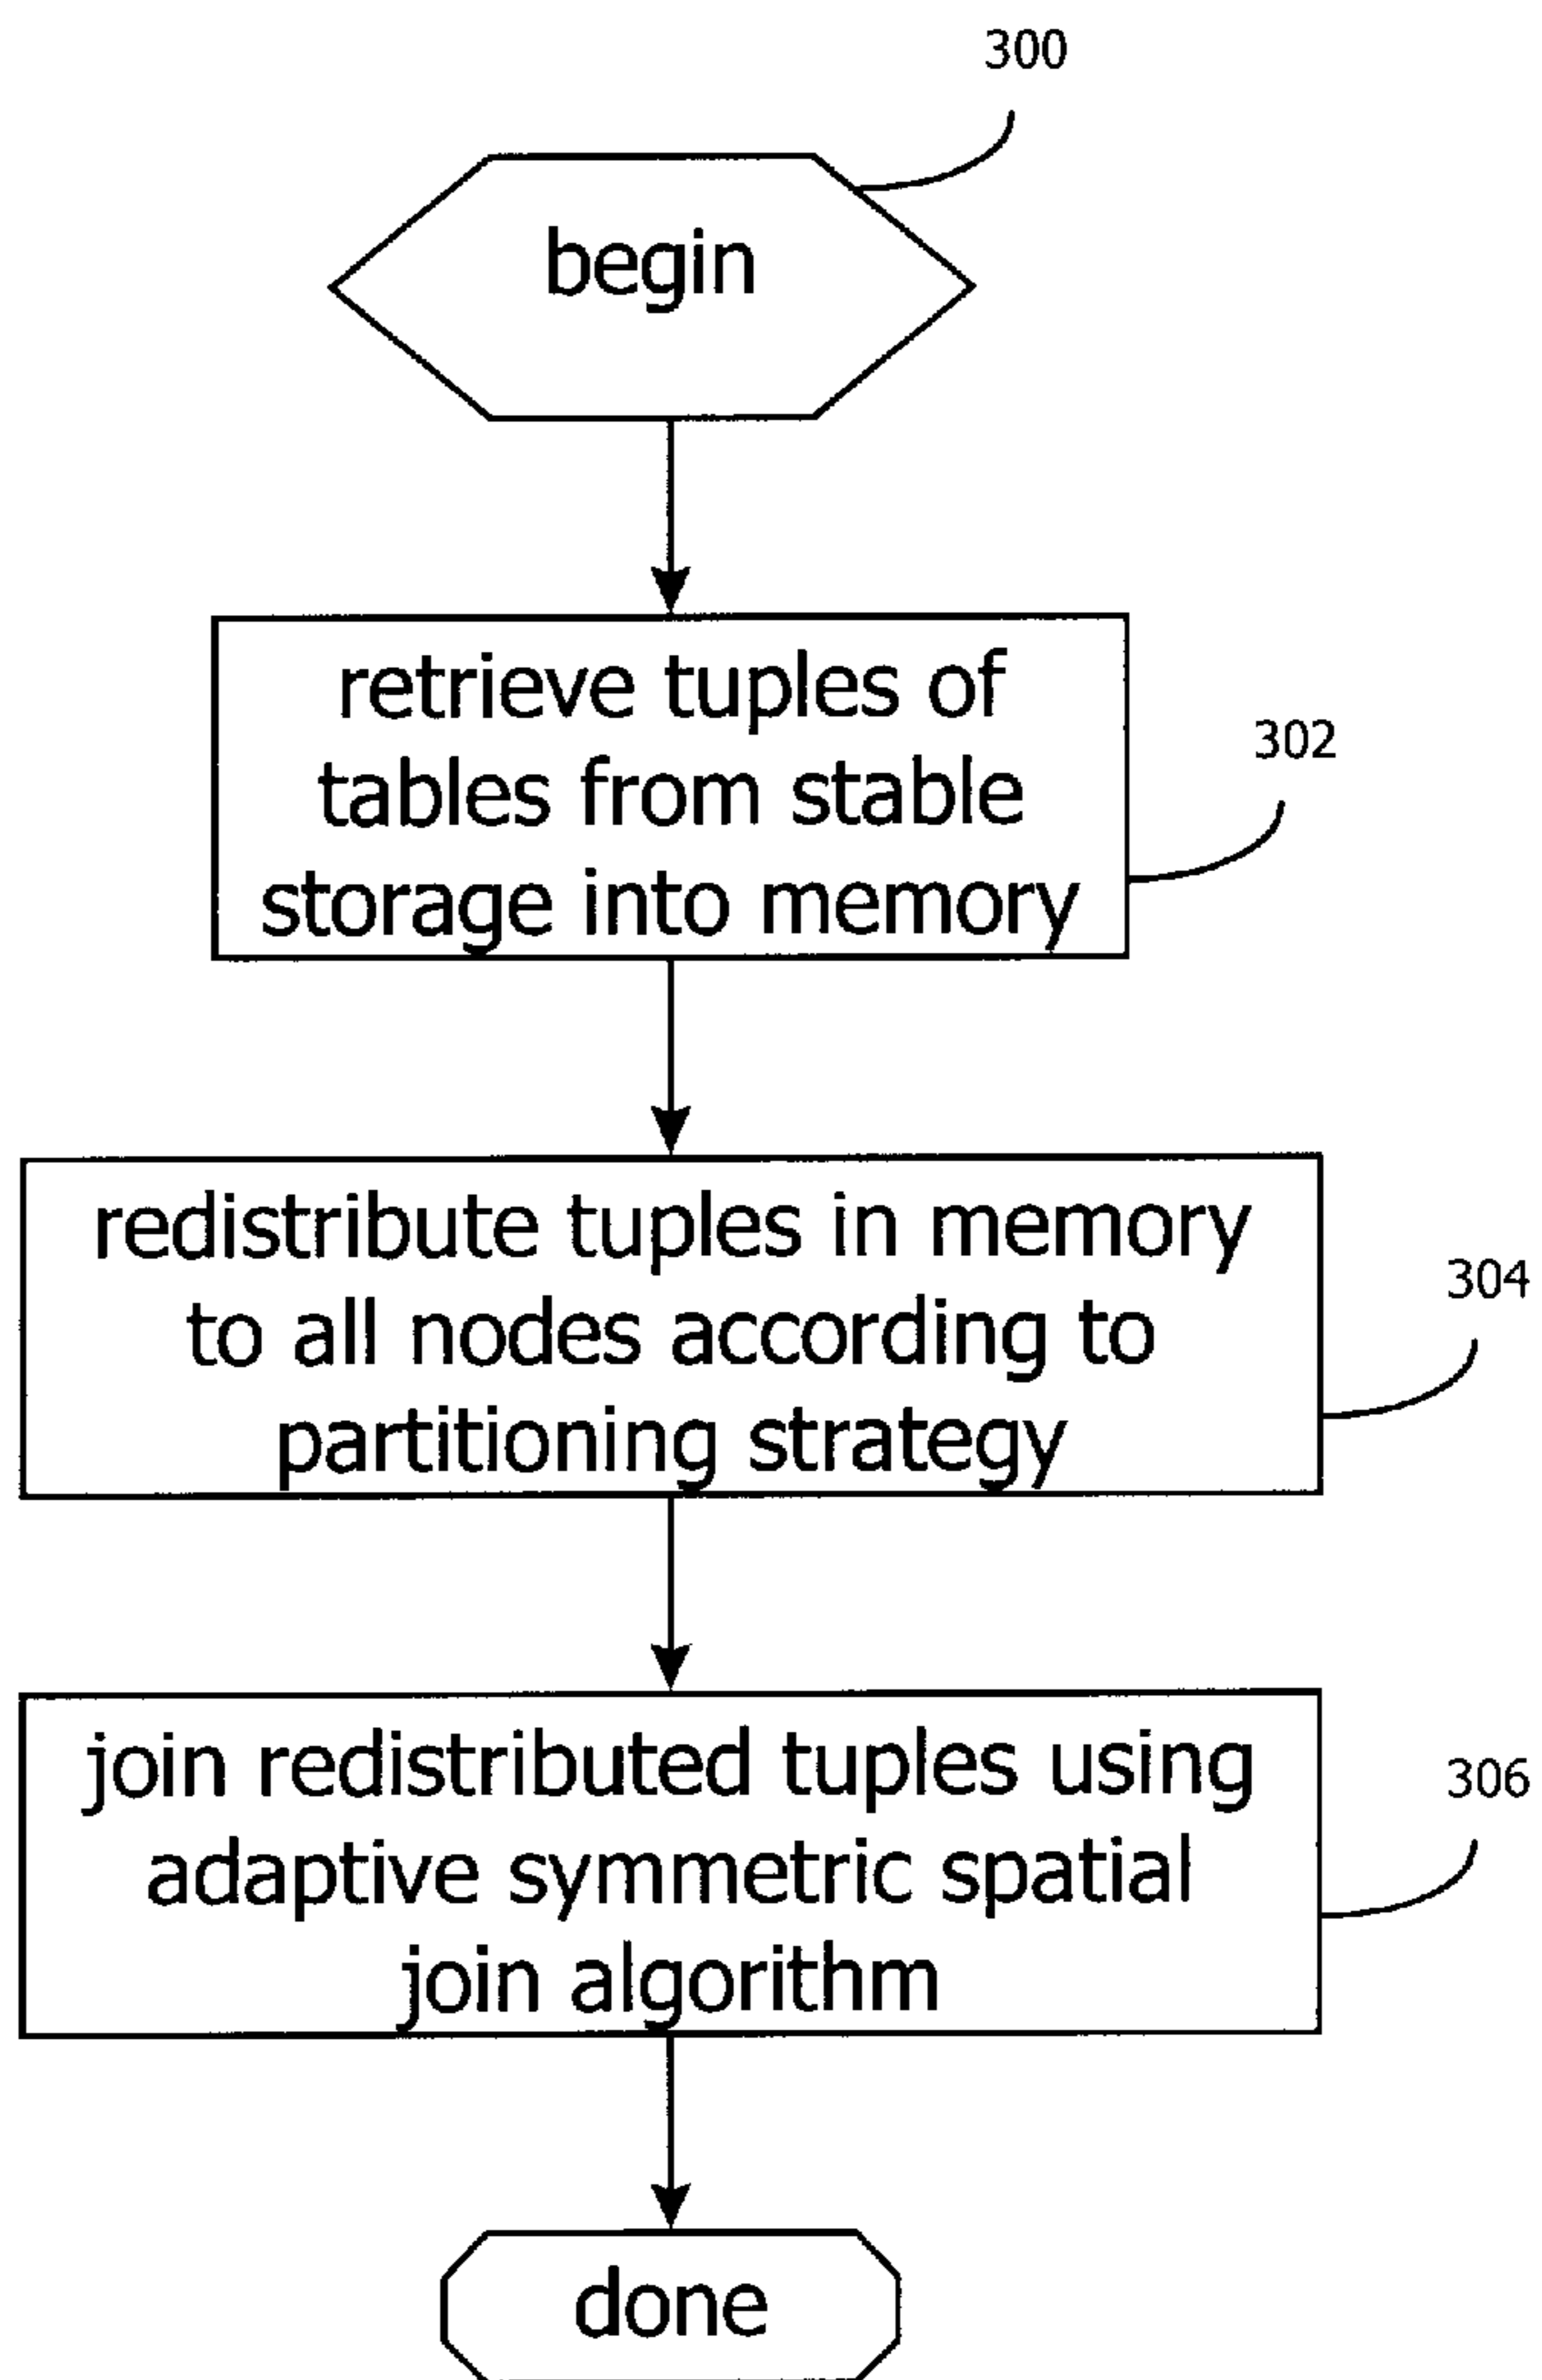 300
begin
retrieve tuples of
tables from stable
storage into memory
302
redistribute tuples in memory
to all nodes according to
partitioning strategy
304
join redistributed tuples using
adaptive symmetric spatial
join algorithm
306
done